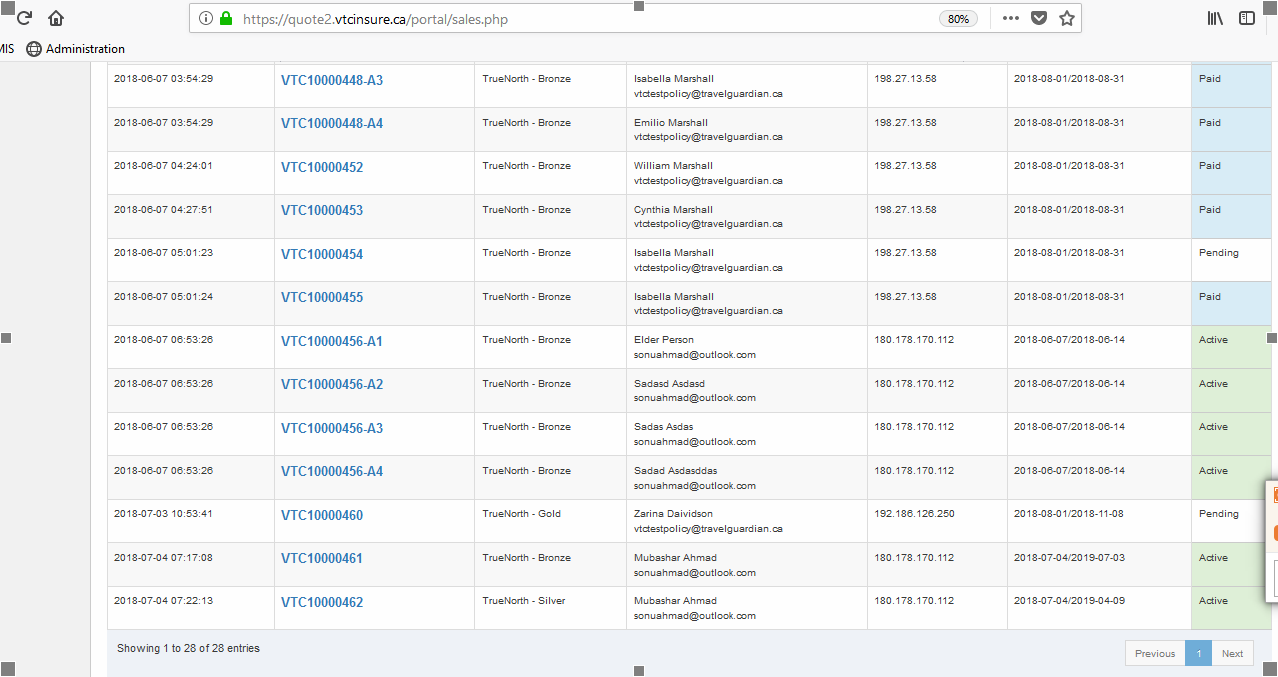 https://quote2.vtcinsure.ca/portal/sales.php
80%
MIS
Administration
2018-06-07 03:54:29 VTC10000448-A3 TrueNorth - Bronze Isabella Marshall 198.27.13.58 2018-08-01/2018-08-31 Paid
vtctestpolicy@travelguardian.ca
2018-06-07 03:54:29 VTC10000448-A4 TrueNorth - Bronze Emilio Marshall 198.27.13.58 2018-08-01/2018-08-31 Paid
vtctestpolicy@travelguardian.ca
2018-06-07 04:24:01 VTC10000452 TrueNorth - Bronze William Marshall 198.27.13.58 2018-08-01/2018-08-31 Paid
vtctestpolicy@travelguardian.ca
2018-06-07 04:27:51 VTC10000453 TrueNorth - Bronze Cynthia Marshall 198.27.13.58 2018-08-01/2018-08-31 Paid
vtctestpolicy@travelguardian.ca
2018-06-07 05:01:23 VTC10000454 TrueNorth - Bronze Isabella Marshall 198.27.13.58 2018-08-01/2018-08-31 Pending
vtctestpolicy@travelguardian.ca
2018-06-07 05:01:24 VTC10000455 TrueNorth - Bronze Isabella Marshall 198.27.13.58 2018-08-01/2018-08-31 Paid
vtctestpolicy@travelguardian.ca
2018-06-07 06:53:26 VTC10000456-A1 TrueNorth - Bronze Elder Person 180.178.170.112 2018-06-07/2018-06-14 Active
sonuahmad@outlook.com
2018-06-07 06:53:26 VTC10000456-A2 TrueNorth - Bronze Sadasd Asdasd 180.178.170.112 2018-06-07/2018-06-14 Active
sonuahmad@outlook.com
2018-06-07 06:53:26 VTC10000456-A3 TrueNorth - Bronze Sadas Asdas 180.178.170.112 2018-06-07/2018-06-14 Active
sonuahmad@outlook.com
2018-06-07 06:53:26 VTC10000456-A4 TrueNorth - Bronze Sadad Asdasddas 180.178.170.112 2018-06-07/2018-06-14 Active
sonuahmad@outlook.com
2018-07-03 10:53:41 VTC10000460 TrueNorth - Gold Zarina Daividson 192.186.126.250 2018-08-01/2018-11-08 Pending
vtctestpolicy@travelguardian.ca
2018-07-04 07:17:08 VTC10000461 TrueNorth - Bronze Mubashar Ahmad 180.178.170.112 2018-07-04/2019-07-03 Active
sonuahmad@outlook.com
2018-07-04 07:22:13 VTC10000462 TrueNorth - Silver Mubashar Ahmad 180.178.170.112 2018-07-04/2019-04-09 Active
sonuahmad@outlook.com
Showing 1 to 28 of 28 entries
Previous 1 Next